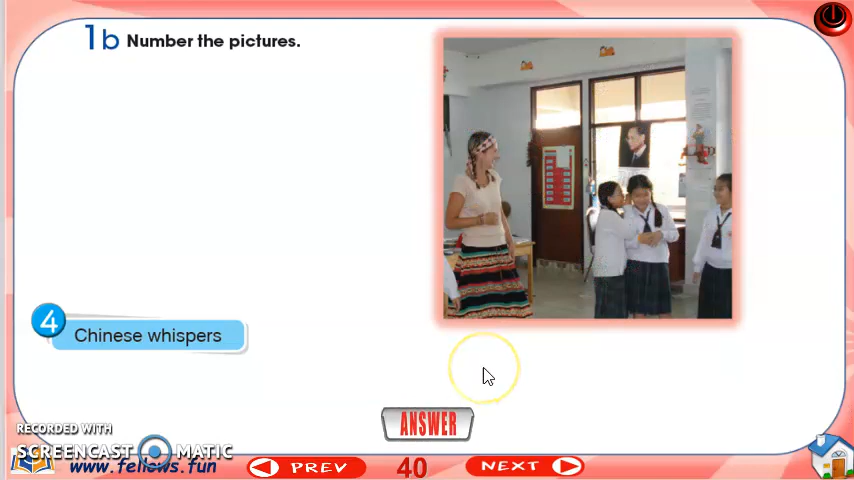 1b Number the pictures.
4
Chinese whispers
ANSWER
RECORDED WITH
SCREENCAST MATIC
www.fellows.fun
PREV
40
NEXT